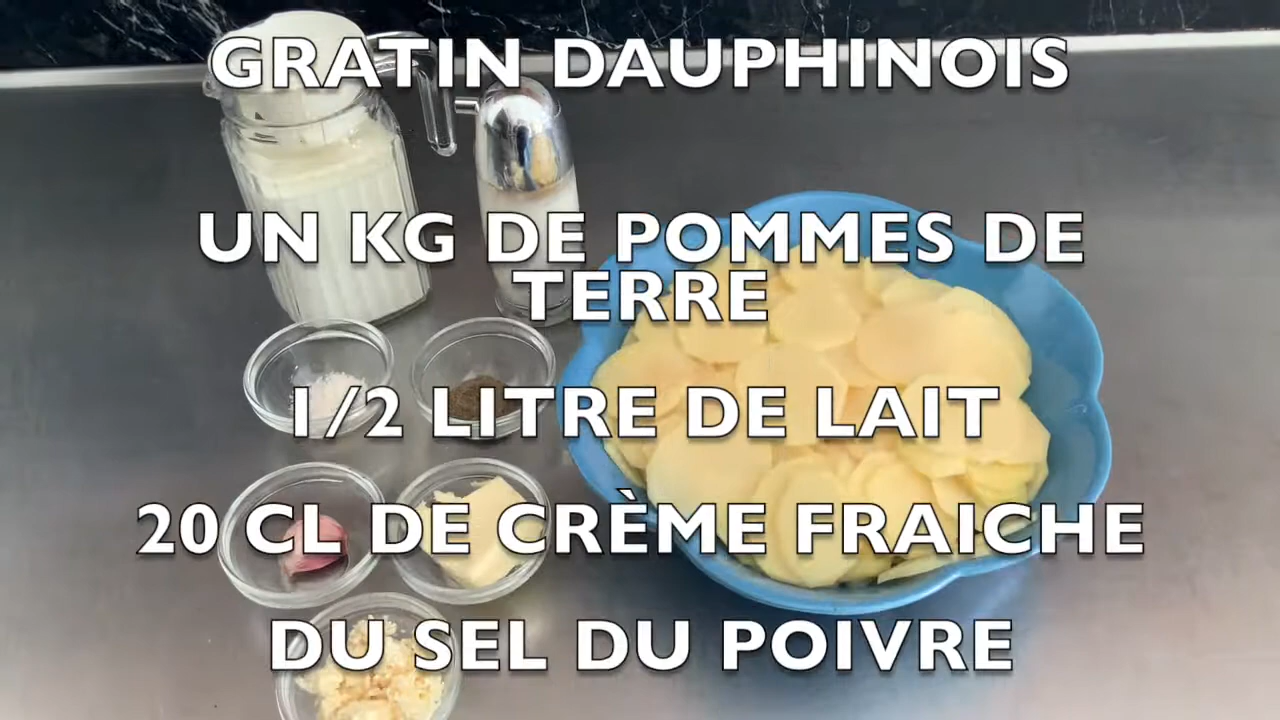 GRATIN DAUPHINOIS
UN KG DE POMMES DE
TERRE
1/2 LITRE DE LAIT
20 CL DE CRÈME FRAICHE
DU SEL DU POIVRE